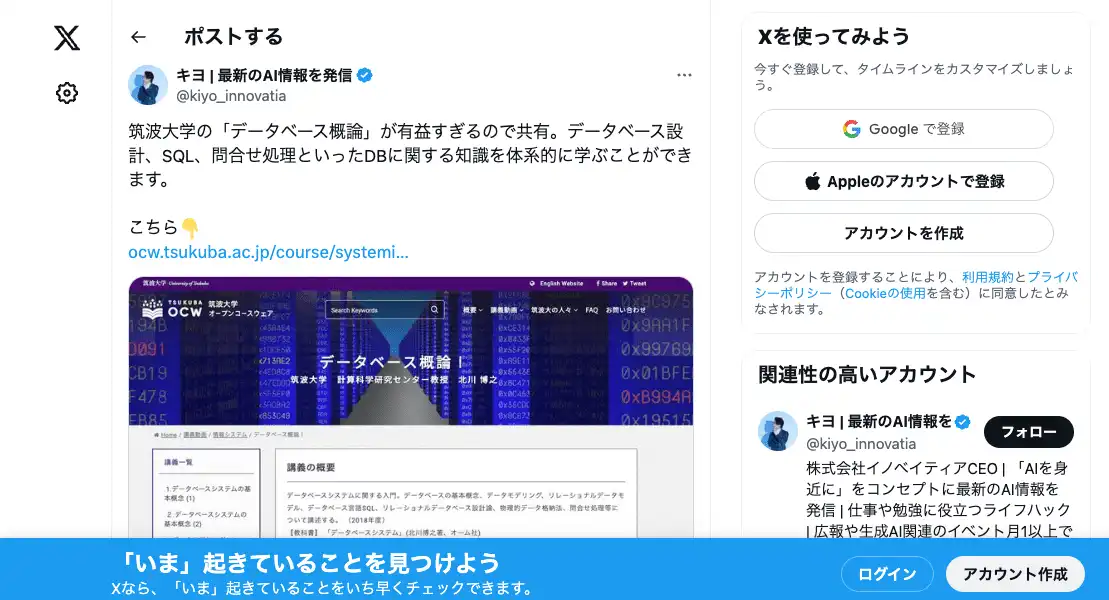 ポストする
キヨ | 最新のAI情報を発信
@kiyo_innovatia
筑波大学の「データベース概論」が有益すぎるので共有。データベース設
計、SQL、問合せ処理といったDBに関する知識を体系的に学ぶことができ
ます。
こちら👇
ocw.tsukuba.ac.jp/course/systemi…
筑波大学 University of Tsukuba
English Website Share Tweet
TSUKUBA OCW 筑波大学 オープンコースウェア
Search Keywords
概要 講義動画 筑波大の人々 FAQ お問い合わせ
データベース概論 I
筑波大学 計算科学研究センター教授 北川 博之
Home / 講義動画 / 情報システム / データベース概論 I
講義一覧
1.データベースシステムの基
本概念 (1)
2.データベースシステムの
基本概念 (2)
講義の概要
データベースシステムに関する入門。データベースの基本概念、データモデリング、リレーショナルデータモ
デル、データベース言語SQL、リレーショナルデータベース設計論、物理的データ格納法、問合せ処理等に
ついて講述する。（2018年度）
【教科書】「データベースシステム」(北川博之著、オーム社)
Xを使ってみよう
今すぐ登録して、タイムラインをカスタマイズしましょ
う。
Google で登録
Appleのアカウントで登録
アカウントを作成
アカウントを登録することにより、利用規約とプライバ
シーポリシー（Cookieの使用を含む）に同意したとみ
なされます。
関連性の高いアカウント
キヨ | 最新のAI情報を
@kiyo_innovatia
フォロー
株式会社イノベイティアCEO | 「AIを身
近に」をコンセプトに最新のAI情報を
発信 | 仕事や勉強に役立つライフハック
| 広報や生成AI関連のイベント月1以上で
「いま」起きていることを見つけよう
Xなら、「いま」起きていることをいち早くチェックできます。
ログイン
アカウント作成